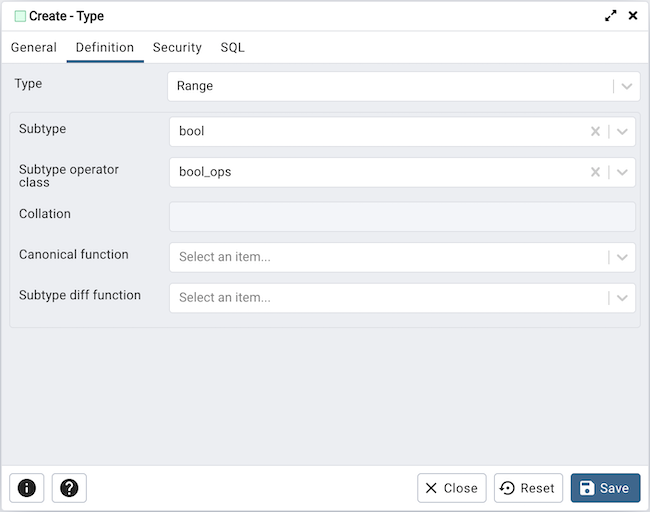 Create - Type
General Definition Security SQL
Type Range
Subtype bool
Subtype operator class bool_ops
Collation
Canonical function Select an item...
Subtype diff function Select an item...
Close Reset Save